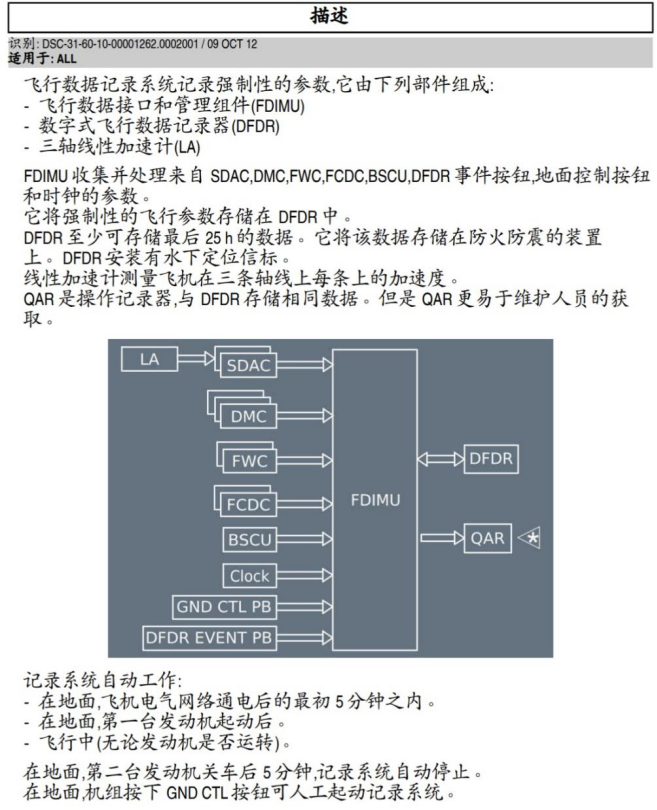 描述
识别: DSC-31-60-10-00001262.0002001 / 09 OCT 12
适用于: ALL
飞行数据记录系统记录强制性的参数,它由下列部件组成:
- 飞行数据接口和管理组件(FDIMU)
- 数字式飞行数据记录器(DFDR)
- 三轴线性加速计(LA)
FDIMU 收集并处理来自 SDAC,DMC,FWC,FCDC,BSCU,DFDR 事件按钮,地面控制按钮
和时钟的参数。
它将强制性的飞行参数存储在 DFDR 中。
DFDR 至少可存储最后 25 h 的数据。它将该数据存储在防火防震的装置
上。DFDR 安装有水下定位信标。
线性加速计测量飞机在三条轴线上每条上的加速度。
QAR 是操作记录器,与 DFDR 存储相同数据。但是 QAR 更易于维护人员的获
取。
LA
SDAC
DMC
FWC
DFDR
FDIMU
FCDC
BSCU
QAR
Clock
GND CTL PB
DFDR EVENT PB
记录系统自动工作:
- 在地面,飞机电气网络通电后的最初 5 分钟之内。
- 在地面,第一台发动机起动后。
- 飞行中(无论发动机是否运转)。
在地面,第二台发动机关车后 5 分钟,记录系统自动停止。
在地面,机组按下 GND CTL 按钮可人工起动记录系统。